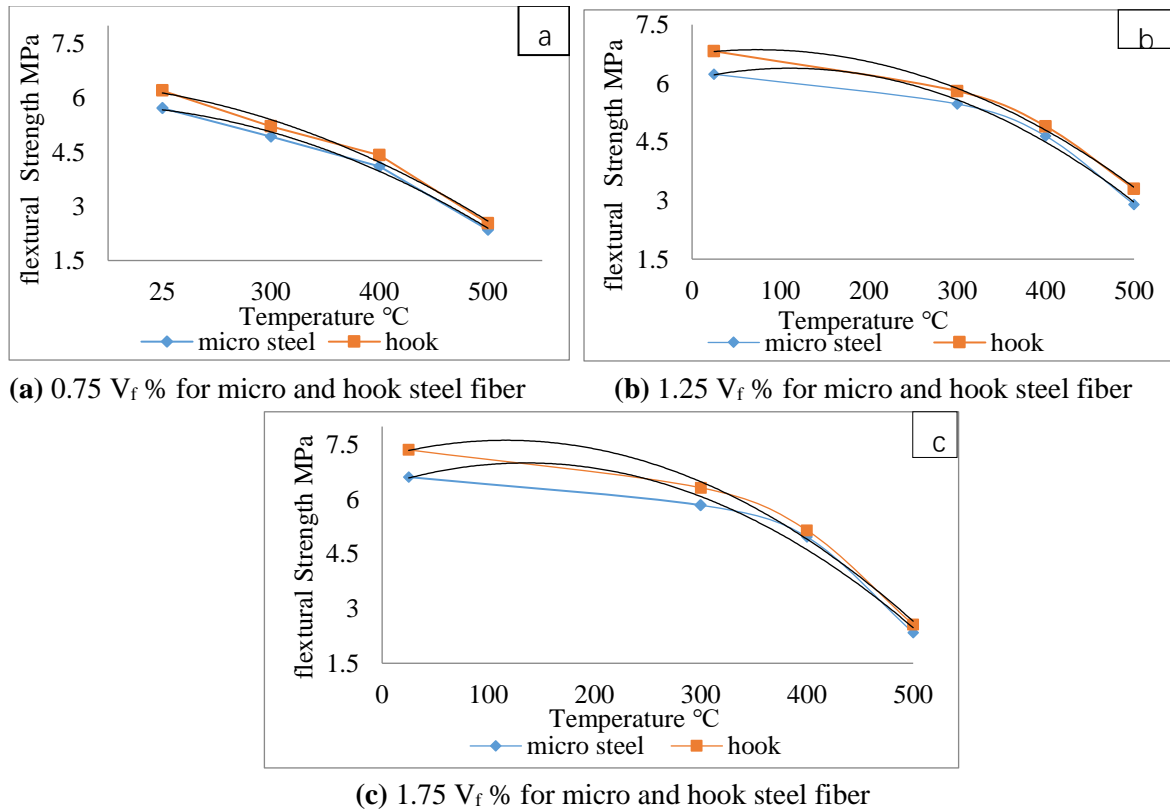 a
flextural Strength MPa
7.5
6
4.5
3
1.5
25 300 400 500
Temperature °C
micro steel hook
(a) 0.75 Vf % for micro and hook steel fiber
b
flextural Strength MPa
7.5
6
4.5
3
1.5
0 100 200 300 400 500
Temperature °C
micro steel hook
(b) 1.25 Vf % for micro and hook steel fiber
c
flextural Strength MPa
7.5
6
4.5
3
1.5
0 100 200 300 400 500
Temperature °C
micro steel hook
(c) 1.75 Vf % for micro and hook steel fiber